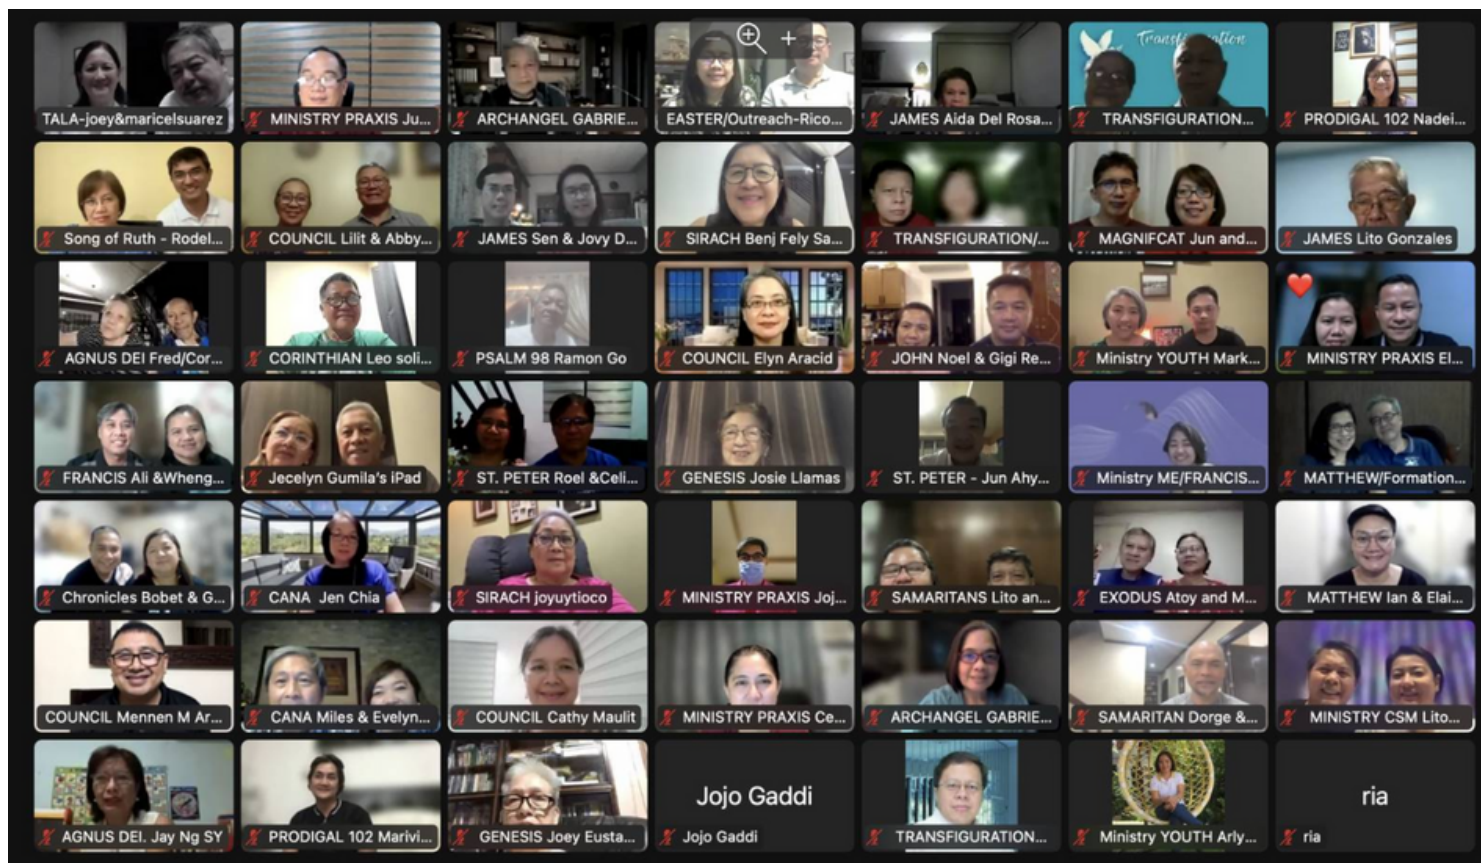 Transfiguration
TALA-joey&maricelsuarez
MINISTRY PRAXIS Ju...
ARCHANGEL GABRIE...
EASTER/Outreach-Rico...
JAMES Aida Del Rosa...
TRANSFIGURATION...
PRODIGAL 102 Nadei...
Song of Ruth - Rodel...
COUNCIL Lilit & Abby...
JAMES Sen & Jovy D...
SIRACH Benj Fely Sa...
TRANSFIGURATION/...
MAGNIFCAT Jun and...
JAMES Lito Gonzales
AGNUS DEI Fred/Cor...
CORINTHIAN Leo soli...
PSALM 98 Ramon Go
COUNCIL Elyn Aracid
JOHN Noel & Gigi Re...
Ministry YOUTH Mark...
MINISTRY PRAXIS El...
FRANCIS Ali &Wheng...
Jecelyn Gumila's iPad
ST. PETER Roel &Celi...
GENESIS Josie Llamas
ST. PETER - Jun Ahy...
Ministry ME/FRANCIS...
MATTHEW/Formation...
Chronicles Bobet & G...
CANA Jen Chia
SIRACH joyuytioco
MINISTRY PRAXIS Joj...
SAMARITANS Lito an...
EXODUS Atoy and M...
MATTHEW Ian & Elai...
COUNCIL Mennen M Ar...
CANA Miles & Evelyn...
COUNCIL Cathy Maulit
MINISTRY PRAXIS Ce...
ARCHANGEL GABRIE...
SAMARITAN Dorge &...
MINISTRY CSM Lito...
AGNUS DEI. Jay Ng SY
PRODIGAL 102 Marivi...
GENESIS Joey Eusta...
Jojo Gaddi
Jojo Gaddi
TRANSFIGURATION...
Ministry YOUTH Arly...
ria
ria